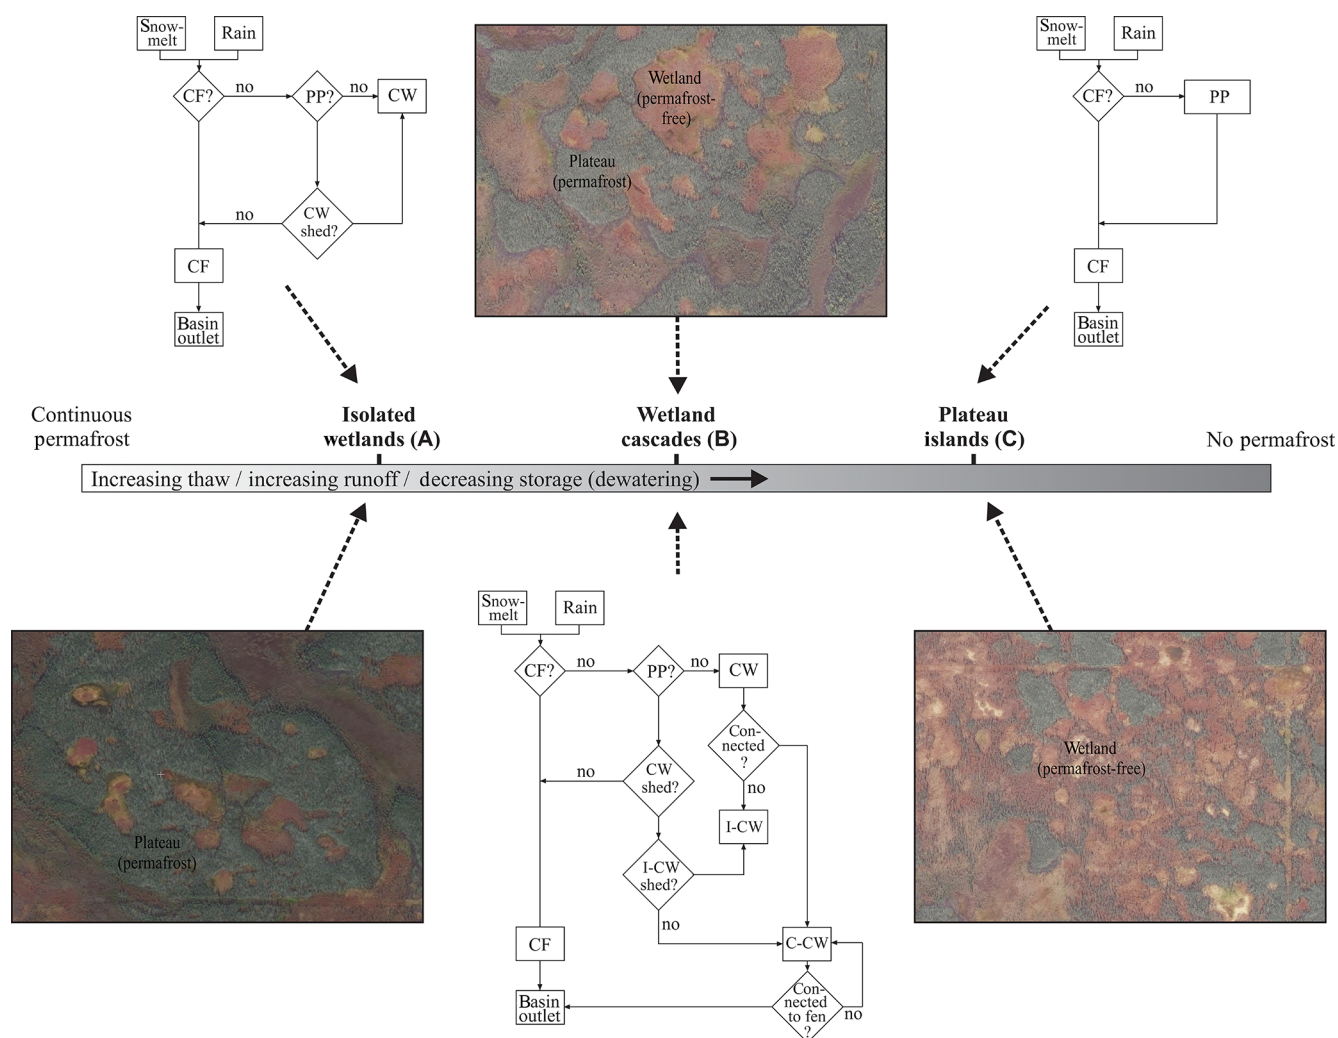 Snow-
melt
Rain
CF?
no
PP?
no
CW
CW
shed?
no
CF
Basin
outlet
Wetland
(permafrost-
free)
Plateau
(permafrost)
Snow-
melt
Rain
CF?
no
PP
CF
Basin
outlet
Continuous
permafrost
Isolated
wetlands (A)
Wetland
cascades (B)
Plateau
islands (C)
No permafrost
Increasing thaw / increasing runoff / decreasing storage (dewatering)
Plateau
(permafrost)
Snow-
melt
Rain
CF?
no
PP?
no
CW
Con-
nected
?
no
CW
shed?
no
I-CW
I-CW
shed?
no
CF
C-CW
Basin
outlet
Con-
nected
to fen
?
no
Wetland
(permafrost-free)